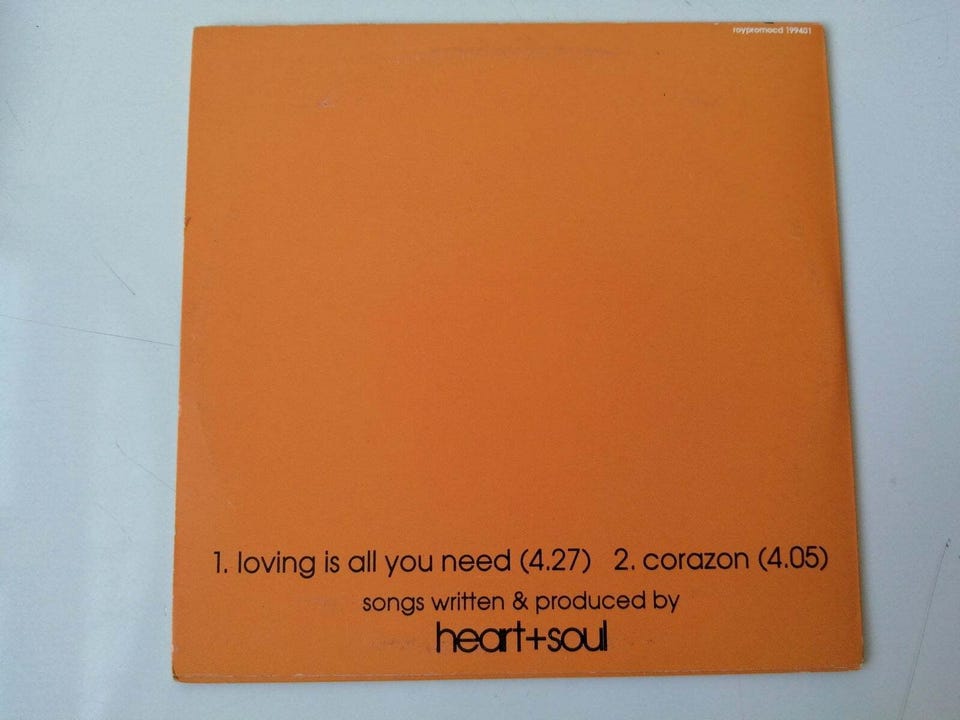 roypromocd 199401
1. loving is all you need (4.27) 2. corazon (4.05)
songs written & produced by
heart+soul